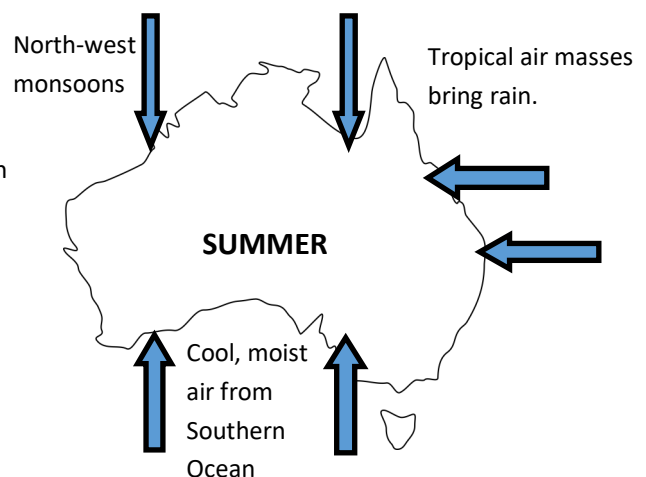 North-west
monsoons
Tropical air masses
bring rain.
n
SUMMER
Cool, moist
air from
Southern
Ocean